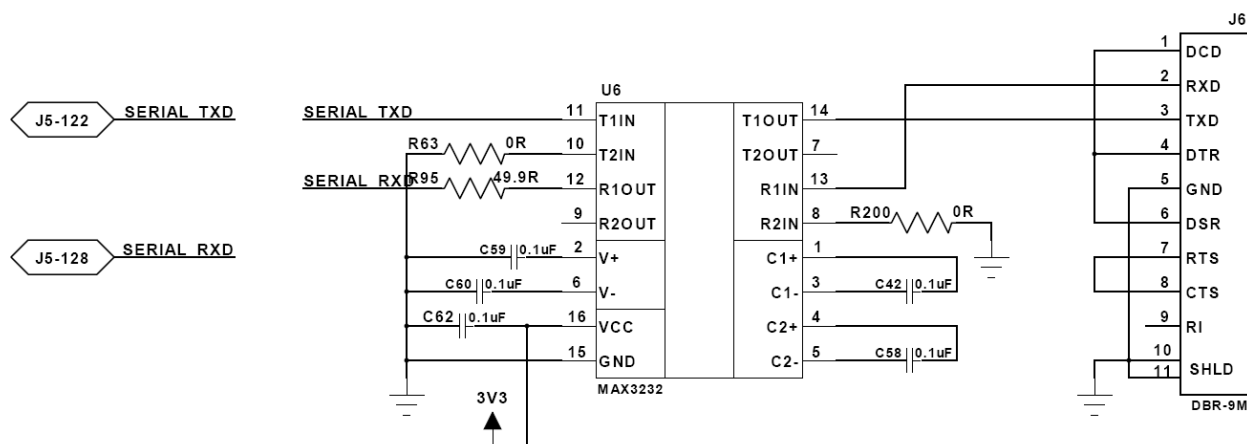 J6
1 DCD
U6
2 RXD
J5-122 SERIAL TXD SERIAL TXD 11 T1IN T1OUT 14 3 TXD
R63 0R 10 T2IN T2OUT 7 4 DTR
SERIAL RXD R95 49.9R 12 R1OUT R1IN 13 5 GND
9 R2OUT R2IN 8 R200 0R 6 DSR
J5-128 SERIAL RXD C59 0.1uF 2 V+ C1+ 1 7 RTS
C60 0.1uF 6 V- C1- 3 C42 0.1uF 8 CTS
C62 0.1uF 16 VCC C2+ 4 9 RI
15 GND C2- 5 C58 0.1uF 10
11 SHLD
MAX3232
3V3
DBR-9M